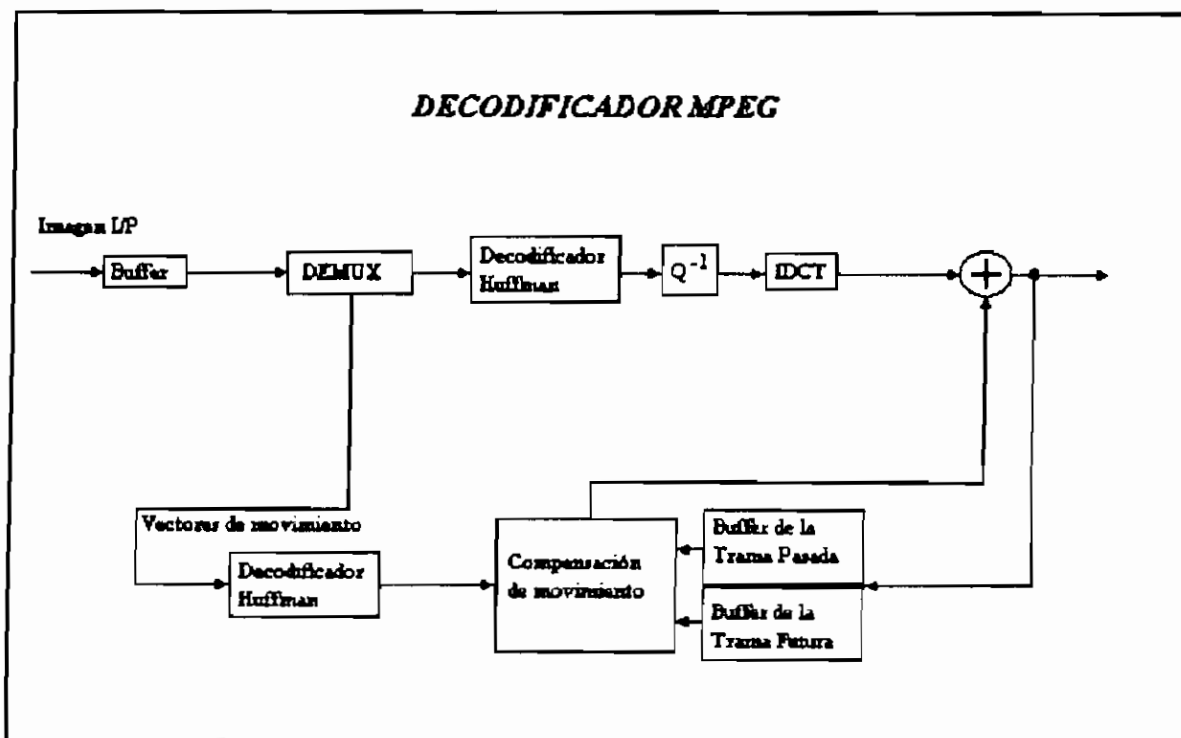 DECODIFICADOR MPEG
Imagen I/P
Buffer
DEMUX
Decodificador
Huffman
Q⁻¹
IDCT
+
Vectores de movimiento
Decodificador
Huffman
Compensación
de movimiento
Buffer de la
Trama Pasada
Buffer de la
Trama Futura